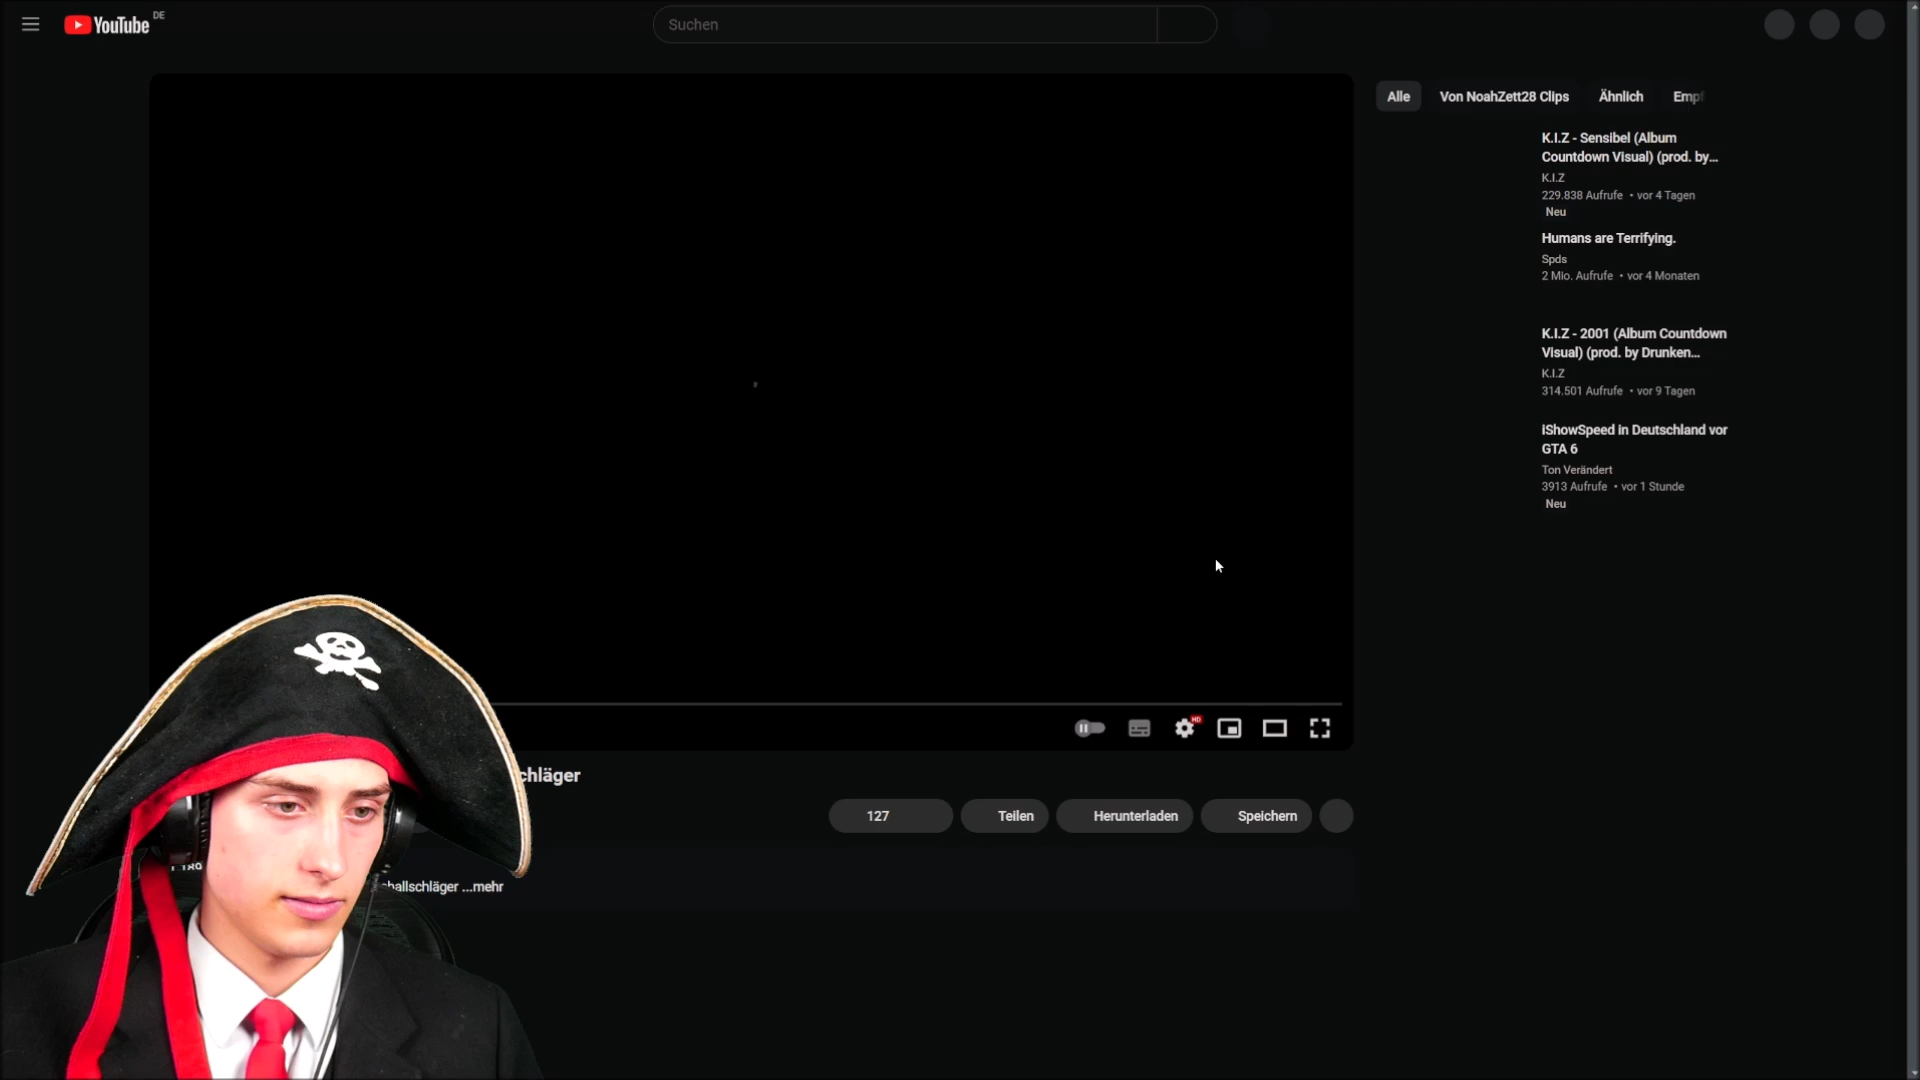 YouTube DE
Suchen
Alle
Von NoahZett28 Clips
Ähnlich
Empf
K.I.Z - Sensibel (Album
Countdown Visual) (prod. by...
K.I.Z
229.838 Aufrufe • vor 4 Tagen
Neu
Humans are Terrifying.
Spds
2 Mio. Aufrufe • vor 4 Monaten
K.I.Z - 2001 (Album Countdown
Visual) (prod. by Drunken...
K.I.Z
314.501 Aufrufe • vor 9 Tagen
iShowSpeed in Deutschland vor
GTA 6
Ton Verändert
3913 Aufrufe • vor 1 Stunde
Neu
HD
chläger
127
Teilen
Herunterladen
Speichern
ballschläger ...mehr